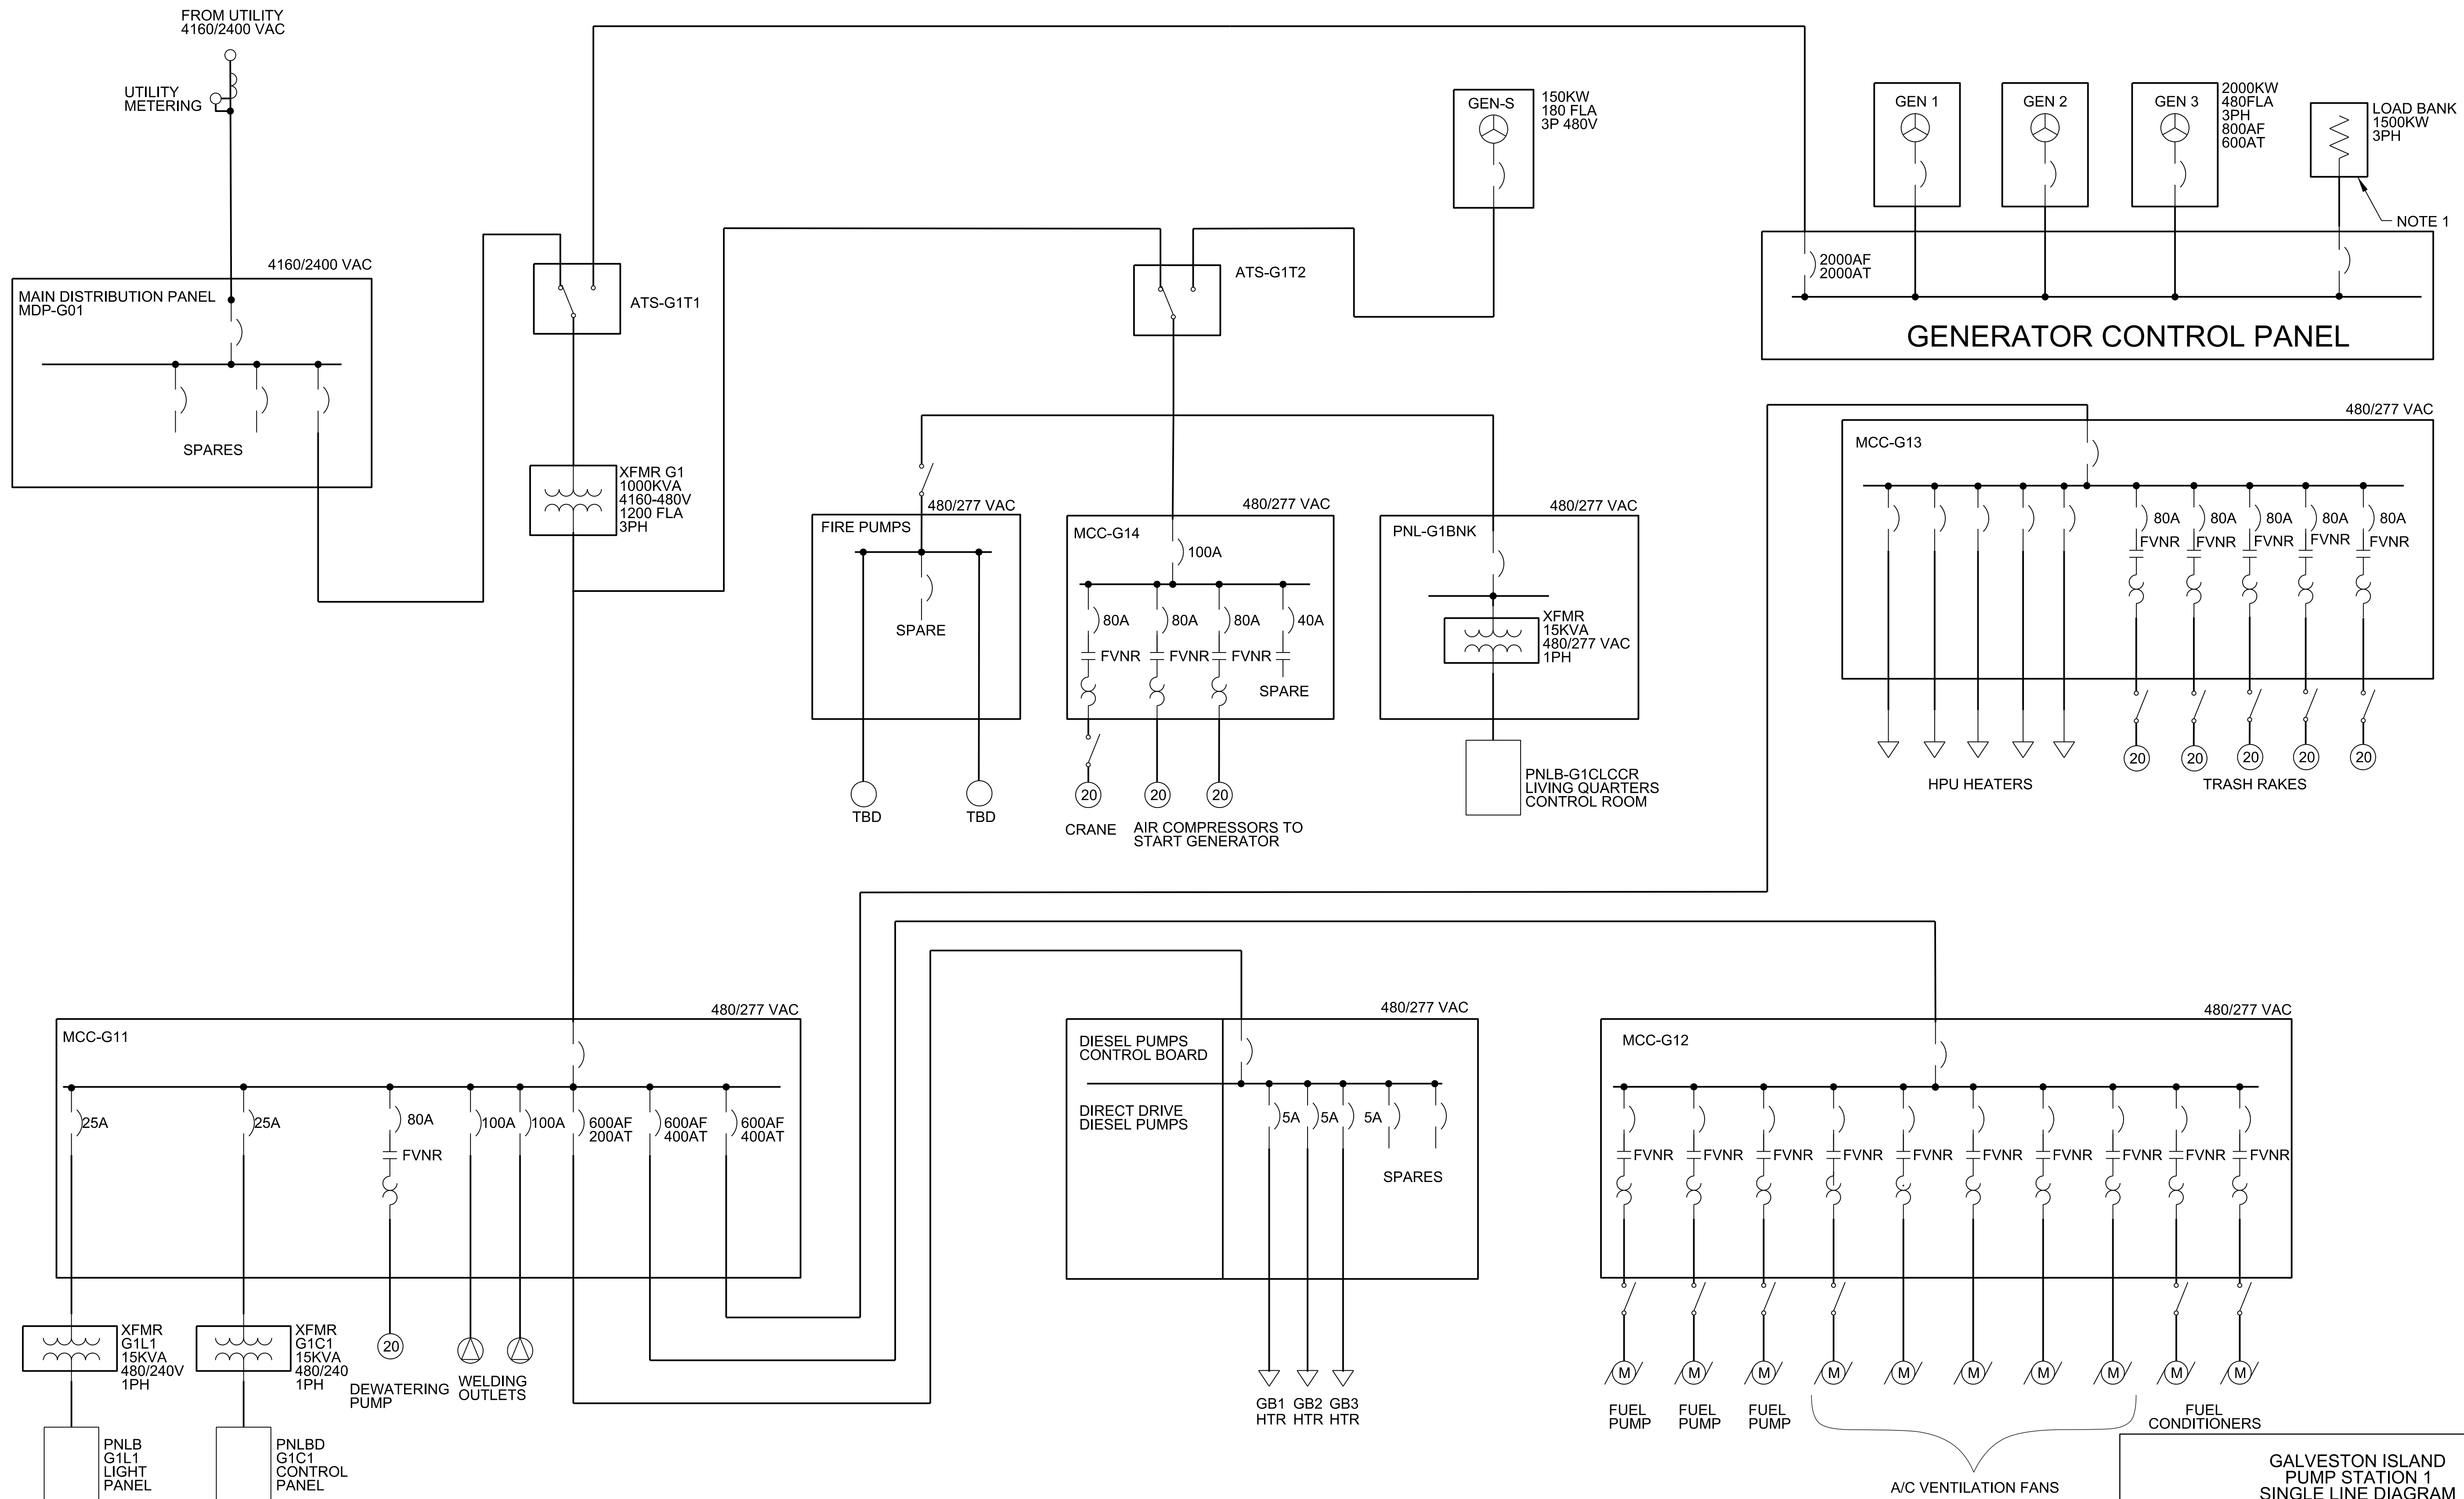 FROM UTILITY
4160/2400 VAC
UTILITY
METERING
4160/2400 VAC
MAIN DISTRIBUTION PANEL
MDP-G01
SPARES
ATS-G1T1
XFMR G1
1000KVA
4160-480V
1200 FLA
3PH
GEN-S
150KW
180 FLA
3P 480V
ATS-G1T2
GEN 1
GEN 2
GEN 3
2000KW
480FLA
3PH
800AF
600AT
LOAD BANK
1500KW
3PH
NOTE 1
2000AF
2000AT
GENERATOR CONTROL PANEL
480/277 VAC
FIRE PUMPS
SPARE
TBD
TBD
480/277 VAC
MCC-G14
100A
80A
80A
80A
40A
FVNR
FVNR
FVNR
SPARE
20
20
20
CRANE
AIR COMPRESSORS TO
START GENERATOR
480/277 VAC
PNL-G1BNK
XFMR
15KVA
480/277 VAC
1PH
PNLB-G1CLCCR
LIVING QUARTERS
CONTROL ROOM
480/277 VAC
MCC-G13
80A
80A
80A
80A
80A
FVNR
FVNR
FVNR
FVNR
FVNR
20
20
20
20
20
HPU HEATERS
TRASH RAKES
480/277 VAC
MCC-G11
25A
25A
80A
100A
100A
600AF
200AT
600AF
400AT
600AF
400AT
FVNR
XFMR
G1L1
15KVA
480/240V
1PH
XFMR
G1C1
15KVA
480/240
1PH
20
DEWATERING
PUMP
WELDING
OUTLETS
PNLB
G1L1
LIGHT
PANEL
PNLBD
G1C1
CONTROL
PANEL
480/277 VAC
DIESEL PUMPS
CONTROL BOARD
DIRECT DRIVE
DIESEL PUMPS
5A
5A
5A
SPARES
GB1
HTR
GB2
HTR
GB3
HTR
480/277 VAC
MCC-G12
FVNR
FVNR
FVNR
FVNR
FVNR
FVNR
FVNR
FVNR
FVNR
FVNR
M
M
M
M
M
M
M
M
M
M
FUEL
PUMP
FUEL
PUMP
FUEL
PUMP
FUEL
CONDITIONERS
A/C VENTILATION FANS
GALVESTON ISLAND
PUMP STATION 1
SINGLE LINE DIAGRAM